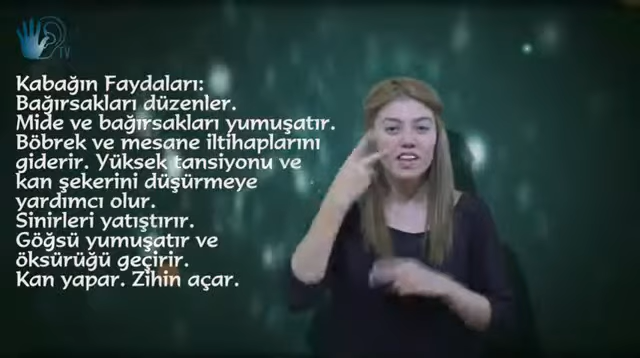 TV
Kabağın Faydaları:
Bağırsakları düzenler.
Mide ve bağırsakları yumuşatır.
Böbrek ve mesane iltihaplarını
giderir. Yüksek tansiyonu ve
kan şekerini düşürmeye
yardımcı olur.
Sinirleri yatıştırır.
Göğsü yumuşatır ve
öksürüğü geçirir.
Kan yapar. Zihin açar.